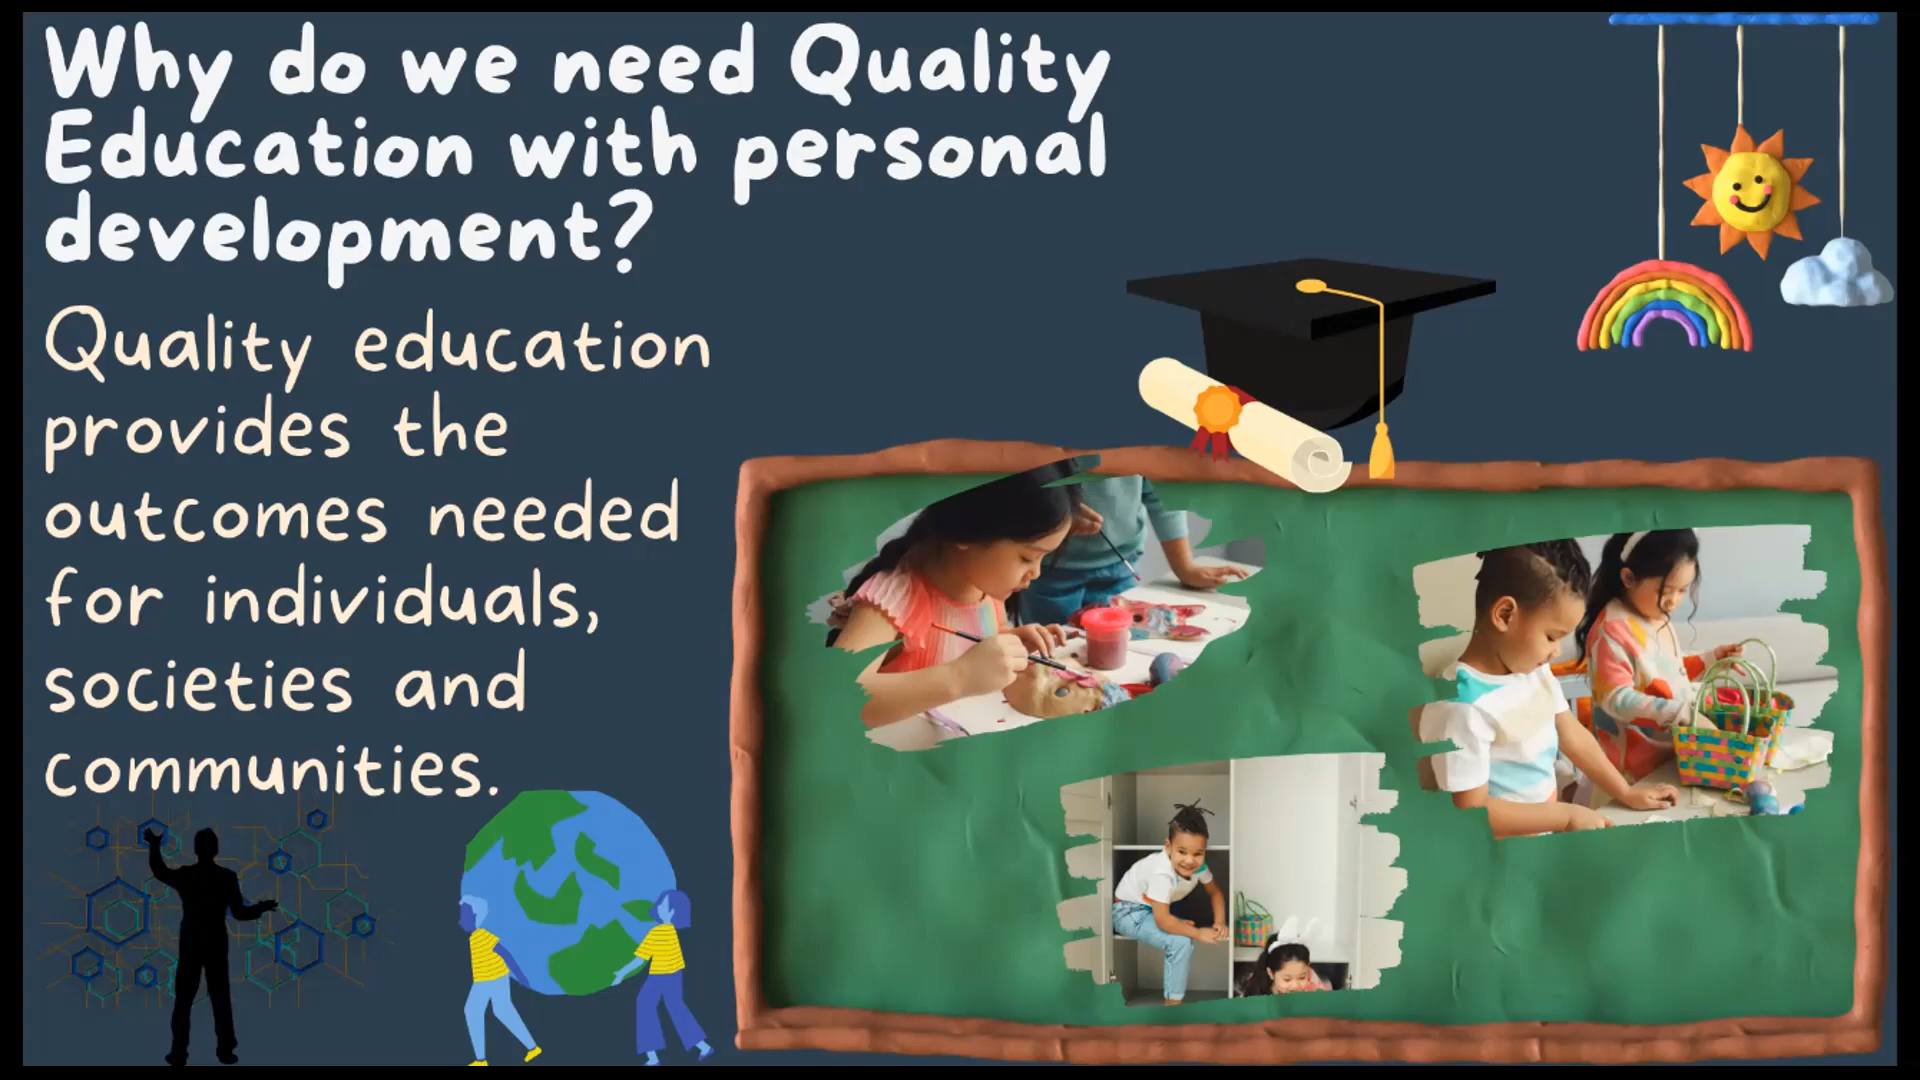 Why do we need Quality
Education with personal
development?
Quality education
provides the
outcomes needed
for individuals,
societies and
communities.